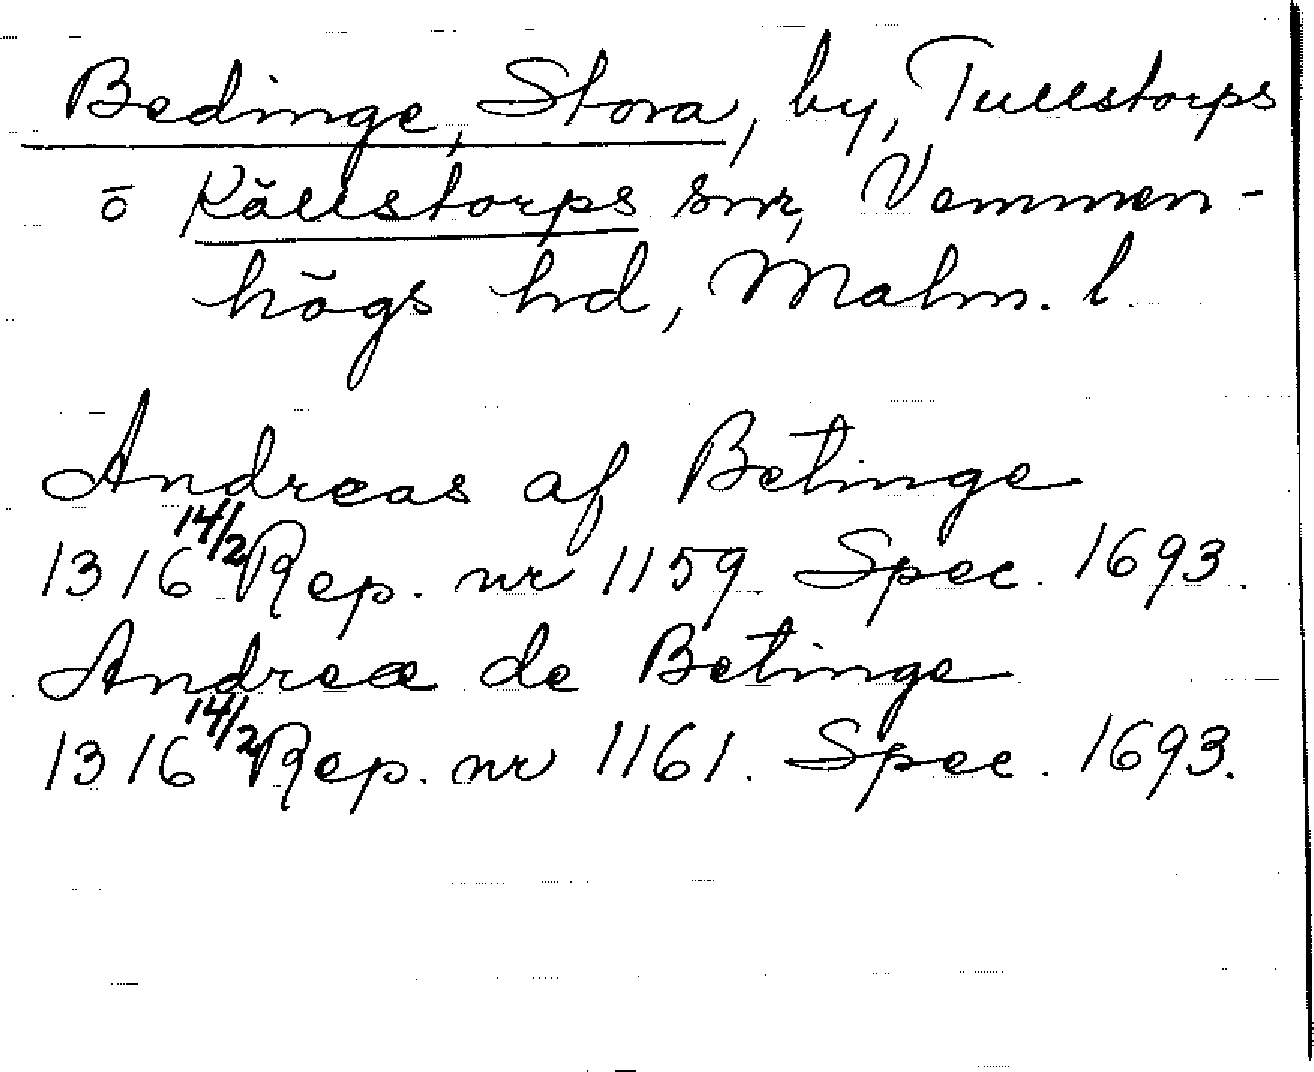 Bedinge, Stora, by, Tullstorps
o Källstorps snr, Vemmen-
högs hd, Malm. l.
Andreas af Betinge
1316 14/2 Rep. nr 1159 Spec. 1693.
Andreæ de Betinge
1316 14/2 Rep. nr 1161. Spec. 1693.